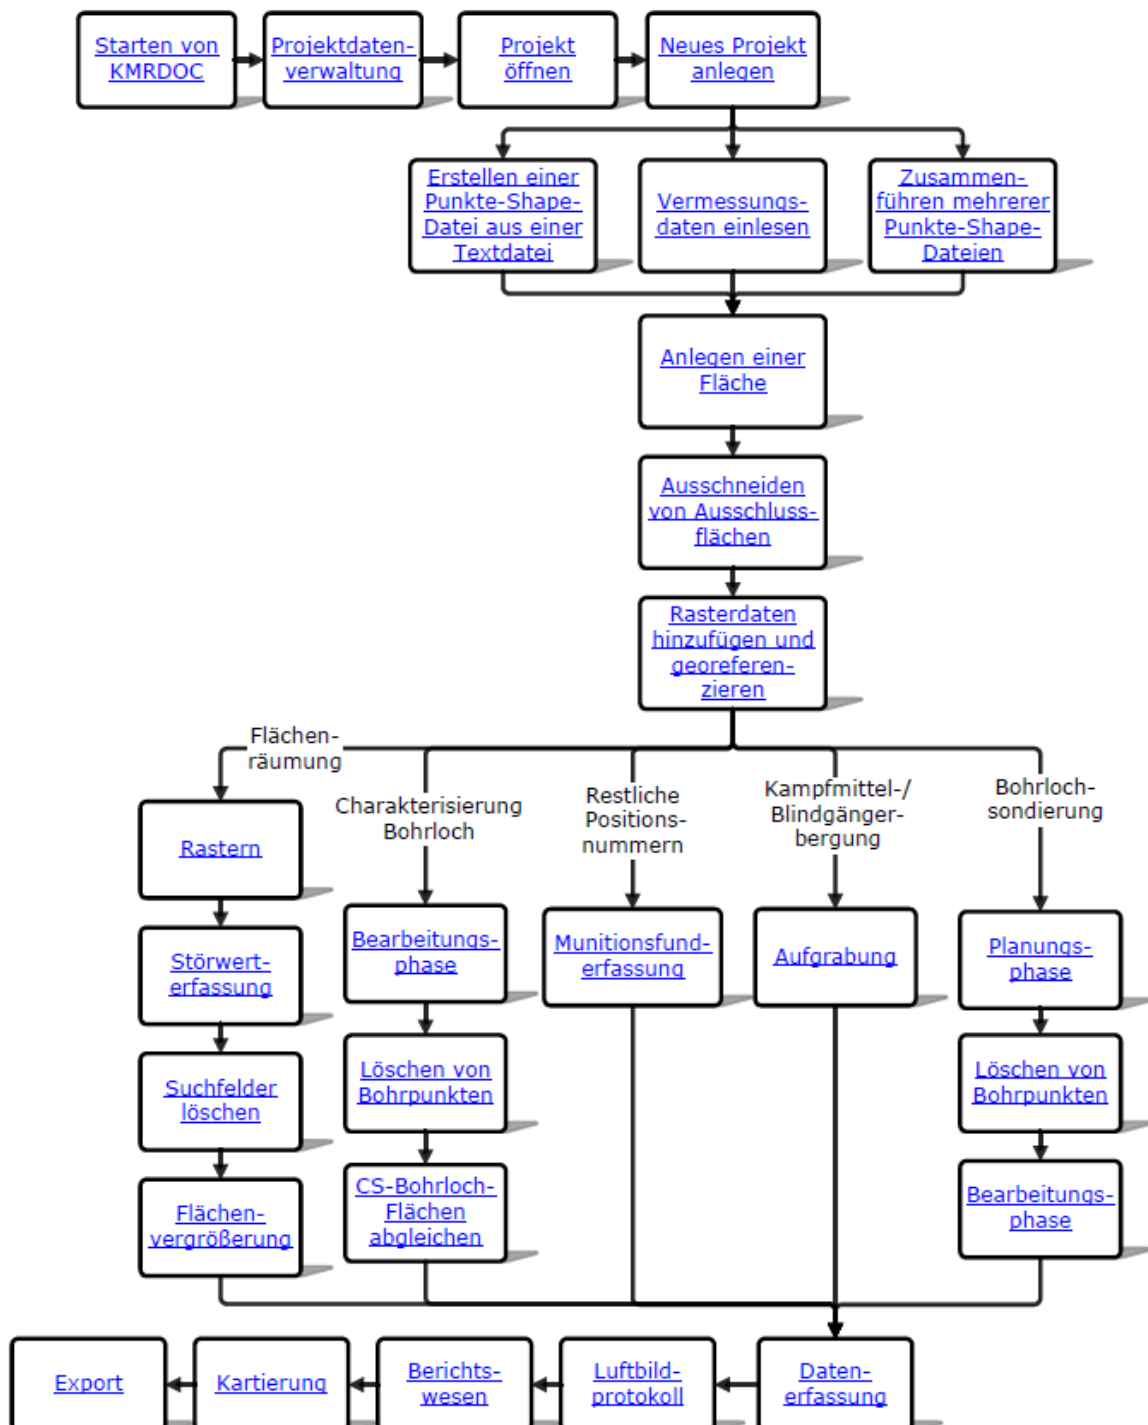 Starten von
KMRDOC
Projektdaten-
verwaltung
Projekt
öffnen
Neues Projekt
anlegen
Erstellen einer
Punkte-Shape-
Datei aus einer
Textdatei
Vermessungs-
daten einlesen
Zusammen-
führen mehrerer
Punkte-Shape-
Dateien
Anlegen einer
Fläche
Ausschneiden
von Ausschluss-
flächen
Rasterdaten
hinzufügen und
georeferen-
zieren
Flächen-
räumung
Charakterisierung
Bohrloch
Restliche
Positions-
nummern
Kampfmittel-/
Blindgänger-
bergung
Bohrloch-
sondierung
Rastern
Störwert-
erfassung
Suchfelder
löschen
Flächen-
vergrößerung
Bearbeitungs-
phase
Löschen von
Bohrpunkten
CS-Bohrloch-
Flächen
abgleichen
Munitionsfund-
erfassung
Aufgrabung
Planungs-
phase
Löschen von
Bohrpunkten
Bearbeitungs-
phase
Export
Kartierung
Berichts-
wesen
Luftbild-
protokoll
Daten-
erfassung